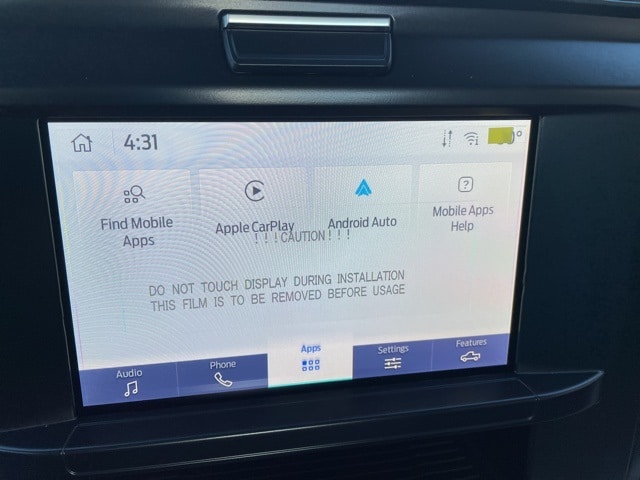 4:31
Find Mobile
Apps
Apple CarPlay
Android Auto
Mobile Apps
Help
!!!CAUTION!!!
DO NOT TOUCH DISPLAY DURING INSTALLATION
THIS FILM IS TO BE REMOVED BEFORE USAGE
Audio
Phone
Apps
Settings
Features